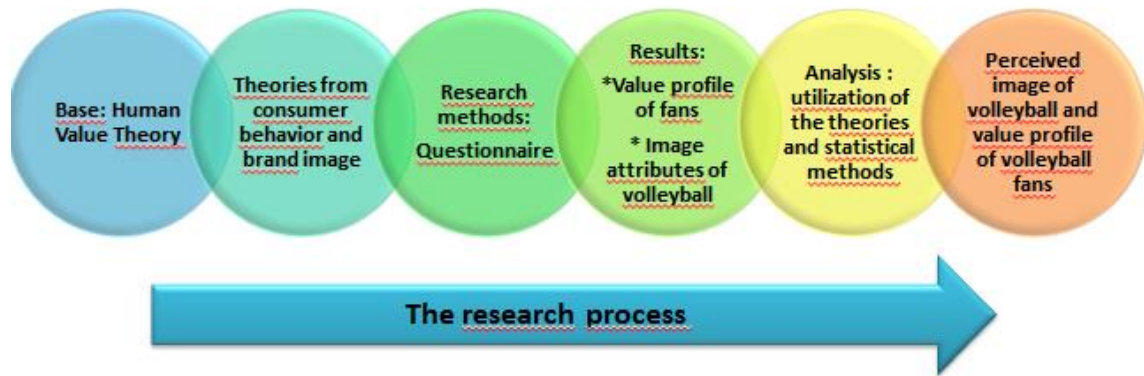 Base: Human
Value Theory
Theories from
consumer
behavior and
brand image
Research
methods:
Questionnaire
Results:
*Value profile
of fans
* Image
attributes of
volleyball
Analysis :
utilization of
the theories
and statistical
methods
Perceived
image of
volleyball and
value profile
of volleyball
fans
The research process